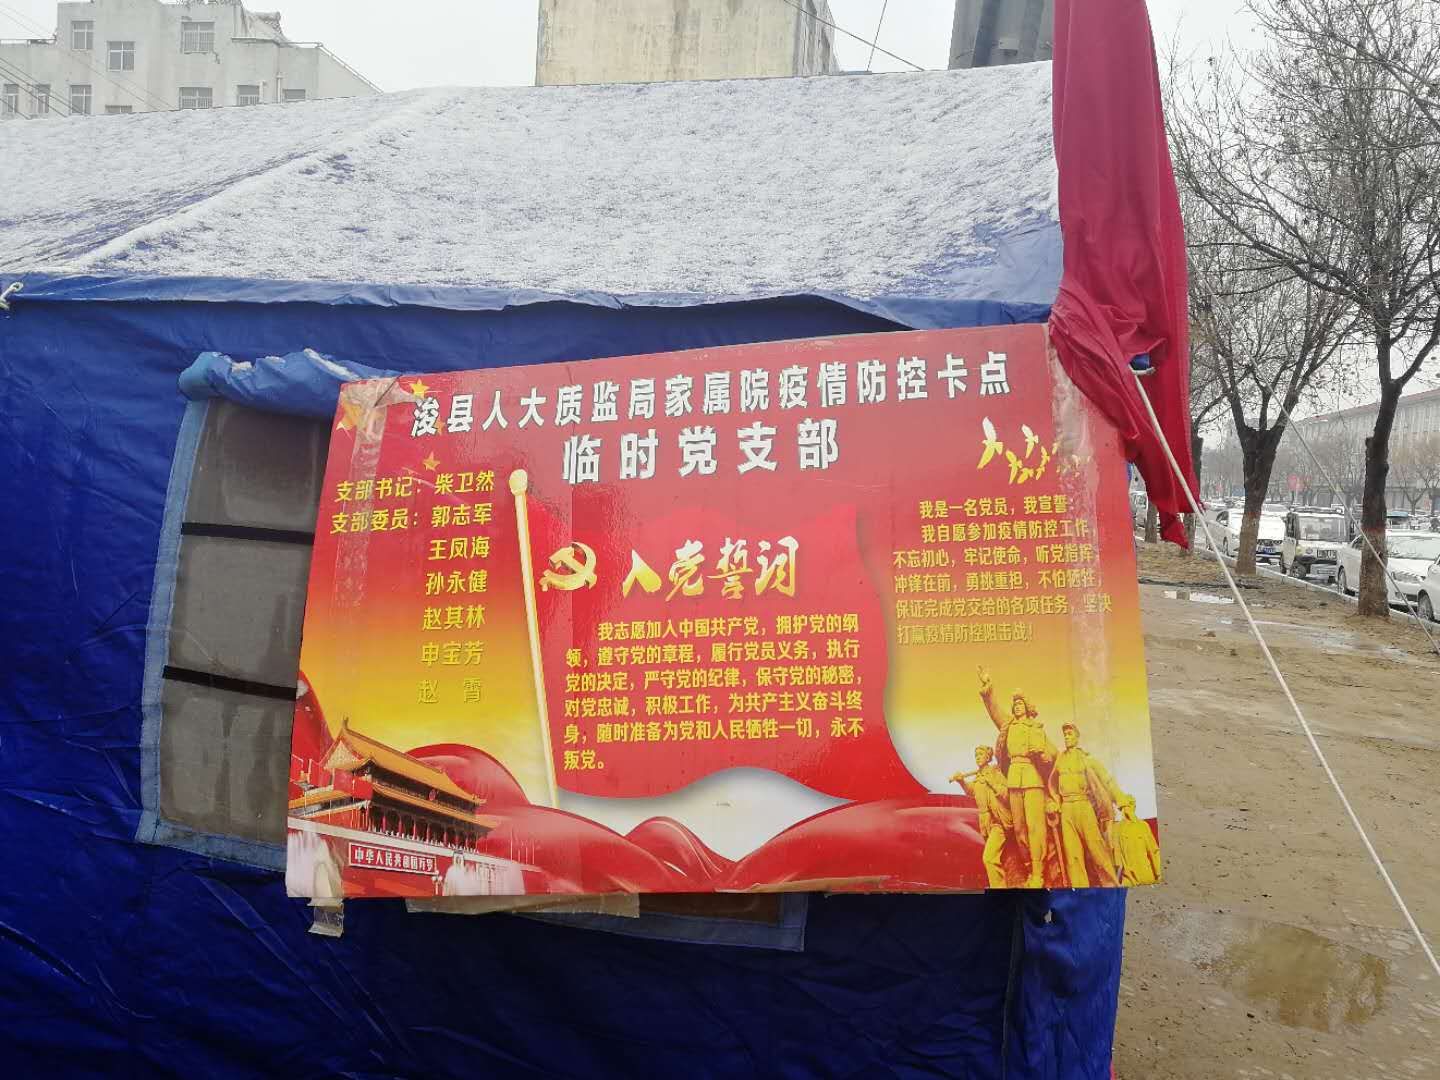 浚县人大质监局家属院疫情防控卡点
临时党支部
支部书记：柴卫然
支部委员：郭志军
王凤海
孙永健
赵其林
申宝芳
赵 霄
入党誓词
我志愿加入中国共产党，拥护党的纲
领，遵守党的章程，履行党员义务，执行
党的决定，严守党的纪律，保守党的秘密，
对党忠诚，积极工作，为共产主义奋斗终
身，随时准备为党和人民牺牲一切，永不
叛党。
我是一名党员，我宣誓：
我自愿参加疫情防控工作，
不忘初心，牢记使命，听党指挥，
冲锋在前，勇挑重担，不怕牺牲，
保证完成党交给的各项任务，坚决
打赢疫情防控阻击战！
中华人民共和国万岁